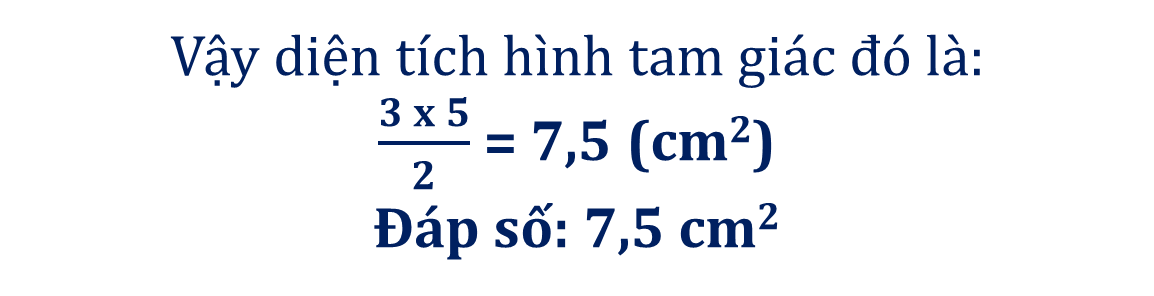 Vậy diện tích hình tam giác đó là:
3 x 5
2
= 7,5 (cm²)
Đáp số: 7,5 cm²